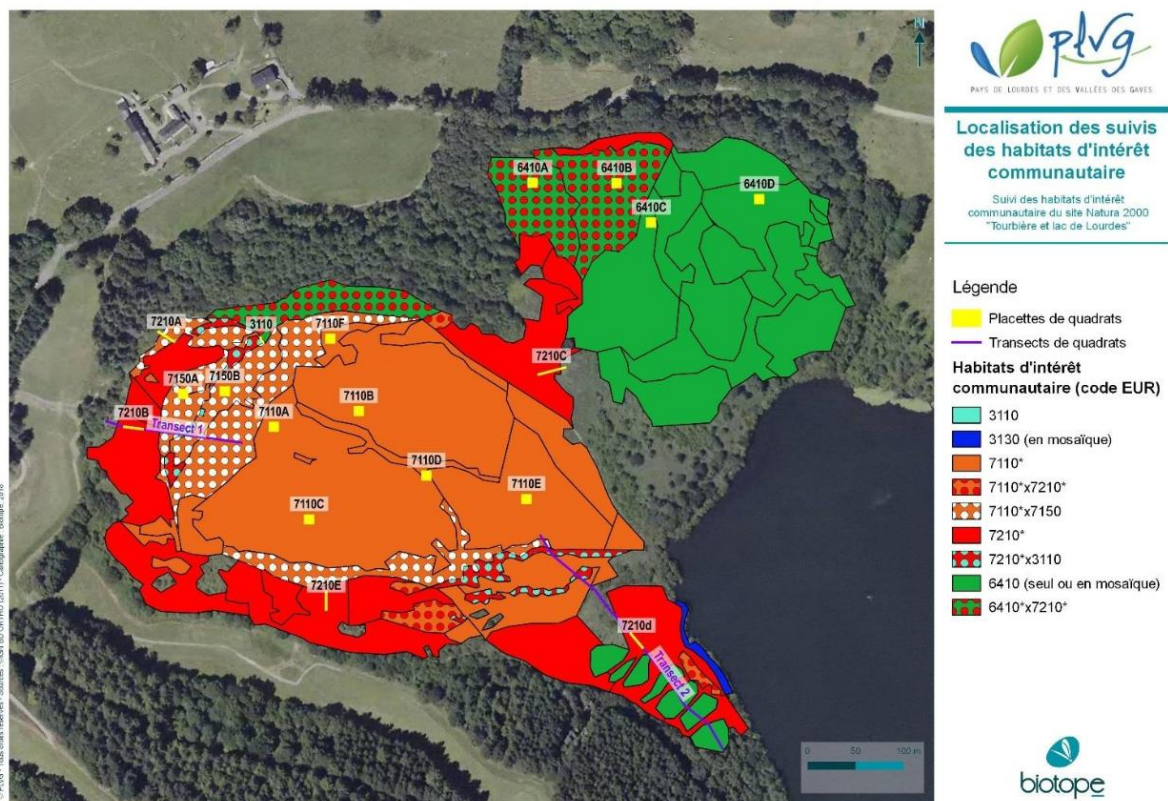 N
plvg
PAYS DE LOURDES ET DES VALLÉES DES GAVES
Localisation des suivis
des habitats d'intérêt
communautaire
Suivi des habitats d'intérêt
communautaire du site Natura 2000
"Tourbière et lac de Lourdes"
Légende
Placettes de quadrats
Transects de quadrats
Habitats d'intérêt
communautaire (code EUR)
3110
3130 (en mosaïque)
7110*
7110*x7210*
7110*x7150
7210*
7210*x3110
6410 (seul ou en mosaïque)
6410*x7210*
biotope
6410A
6410B
6410C
6410D
7210A
3110
7110F
7210C
7150A
7150B
7210B
Transect 1
7110A
7110B
7110D
7110E
7110C
7210E
7210d
Transect 2
0 50 100 m